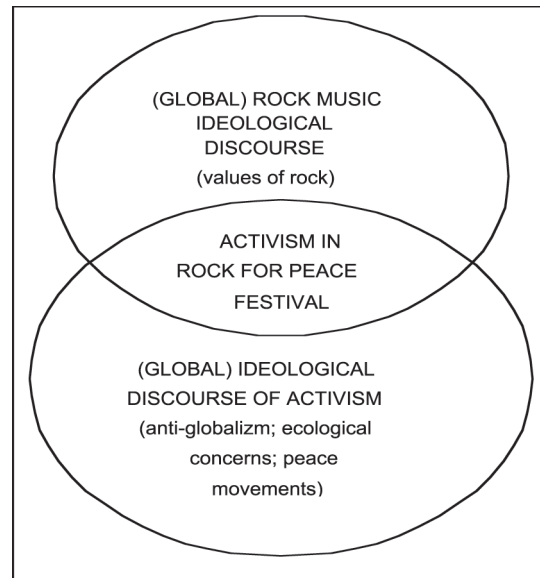 (GLOBAL) ROCK MUSIC
IDEOLOGICAL
DISCOURSE
(values of rock)
ACTIVISM IN
ROCK FOR PEACE
FESTIVAL
(GLOBAL) IDEOLOGICAL
DISCOURSE OF ACTIVISM
(anti-globalizm; ecological
concerns; peace
movements)